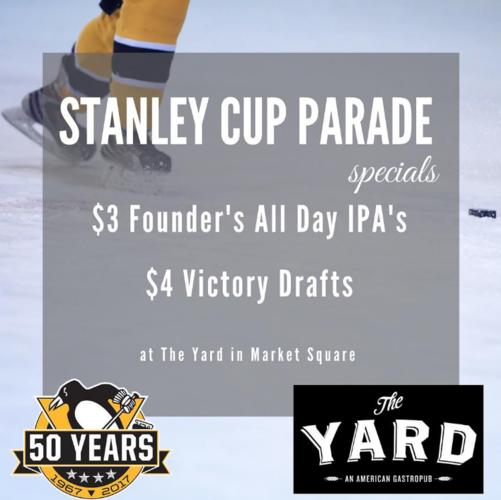 STANLEY CUP PARADE
specials
$3 Founder's All Day IPA's
$4 Victory Drafts
at The Yard in Market Square
50 YEARS
1967 2017
The
YARD
AN AMERICAN GASTROPUB